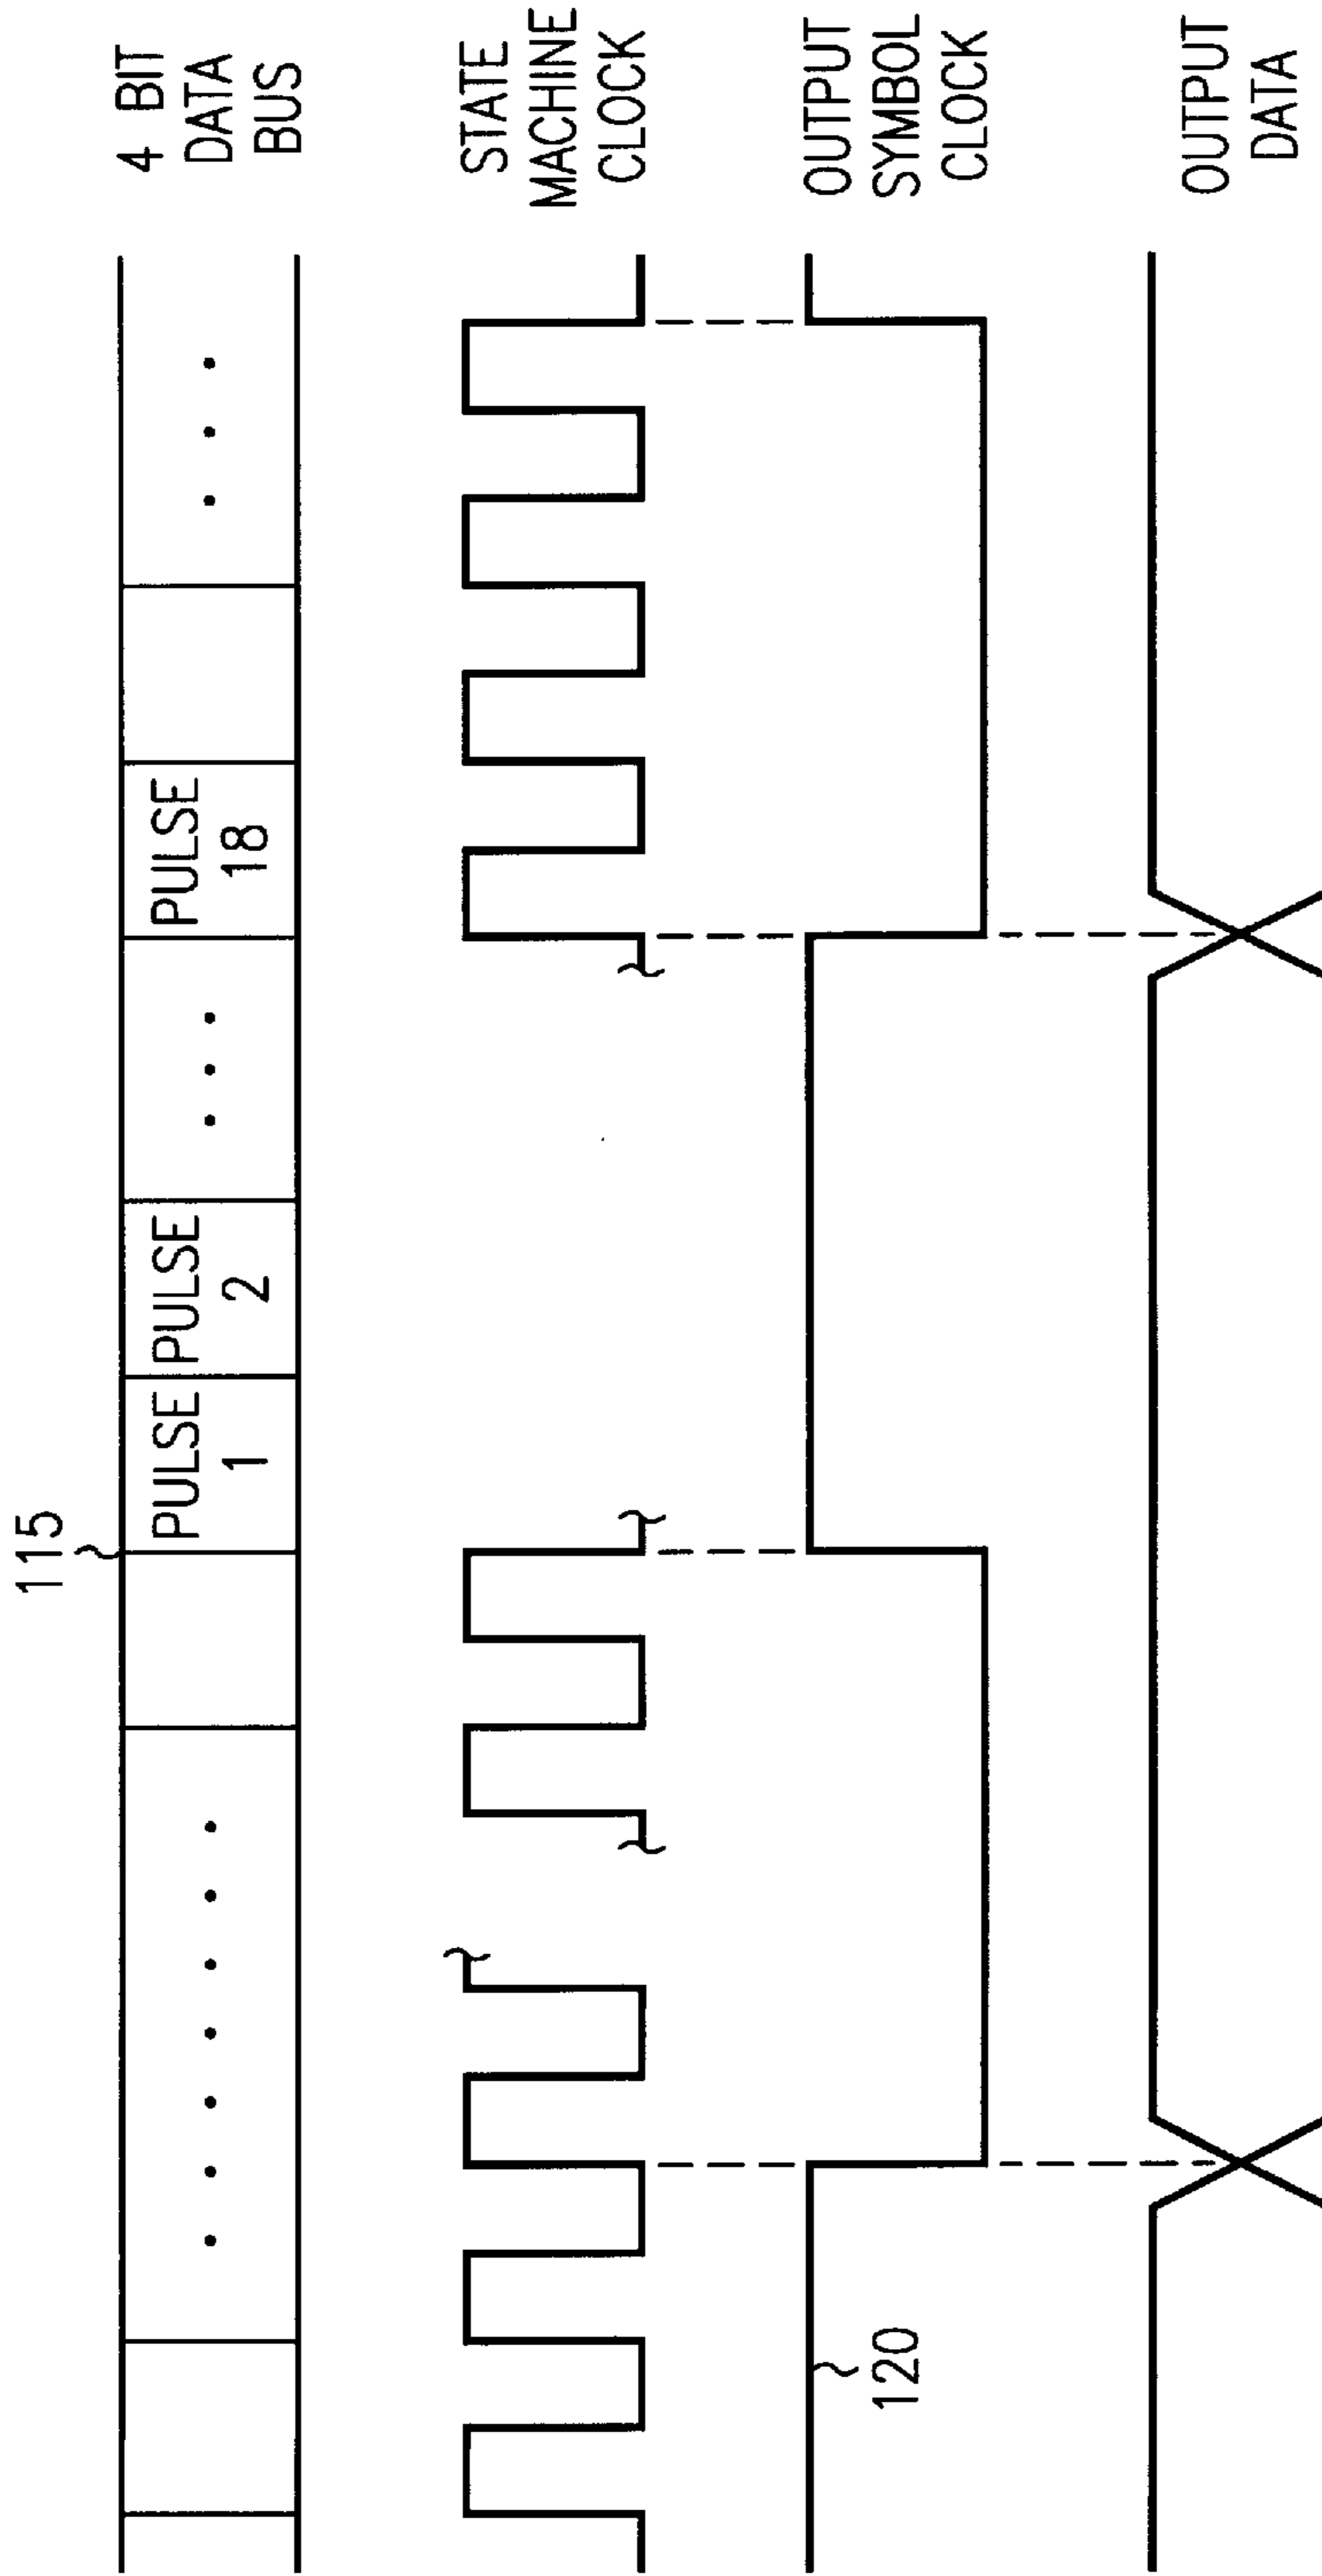 115
PULSE
1
PULSE
2
PULSE
18
4 BIT
DATA
BUS
STATE
MACHINE
CLOCK
120
OUTPUT
SYMBOL
CLOCK
OUTPUT
DATA